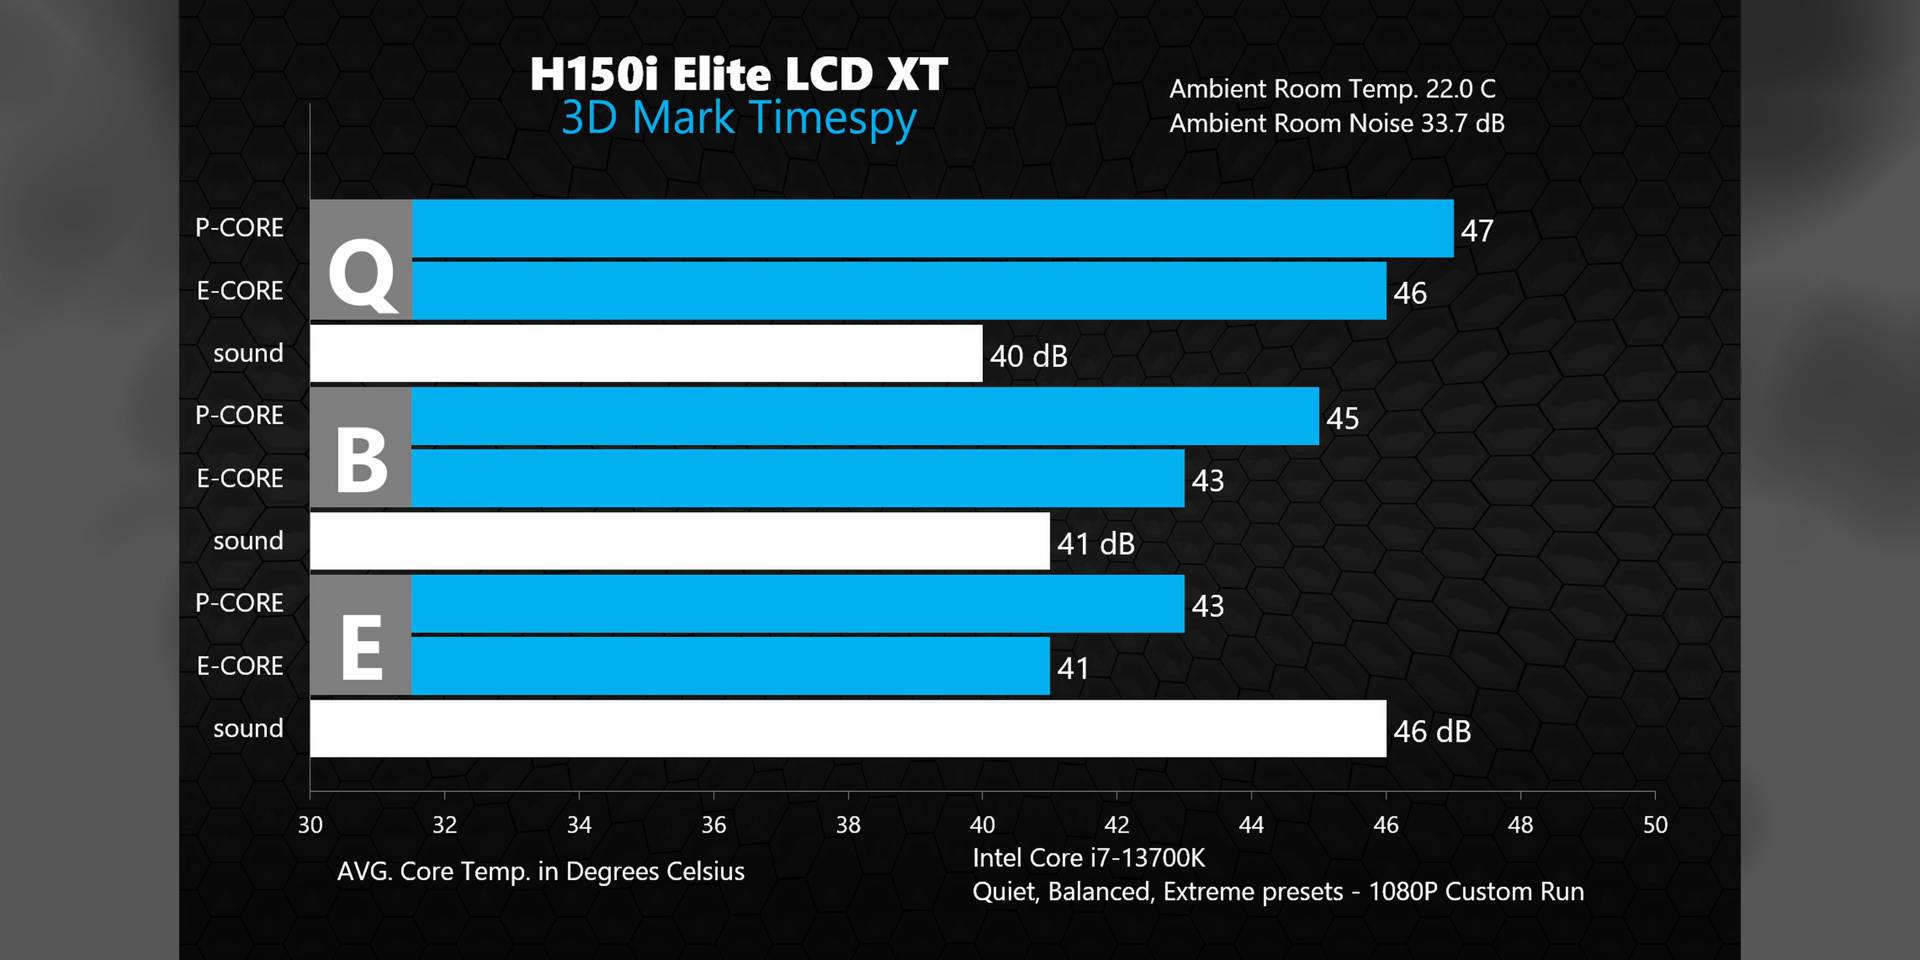 H150i Elite LCD XT
3D Mark Timespy
Ambient Room Temp. 22.0 C
Ambient Room Noise 33.7 dB
P-CORE
47
Q
E-CORE
46
sound
40 dB
P-CORE
45
B
E-CORE
43
sound
41 dB
P-CORE
43
E
E-CORE
41
sound
46 dB
30 32 34 36 38 40 42 44 46 48 50
AVG. Core Temp. in Degrees Celsius
Intel Core i7-13700K
Quiet, Balanced, Extreme presets - 1080P Custom Run